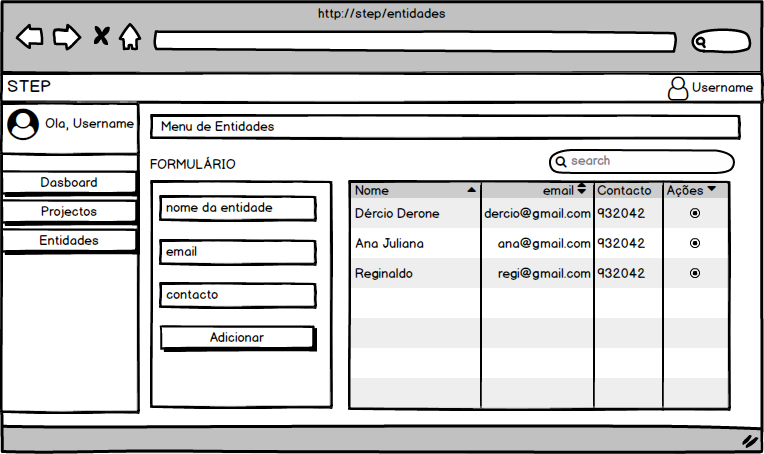 http://step/entidades
STEP
Username
Ola, Username
Menu de Entidades
Dasboard
Projectos
Entidades
FORMULÁRIO
search
nome da entidade
email
contacto
Adicionar
Nome email Contacto Ações
Dércio Derone dercio@gmail.com 932042
Ana Juliana ana@gmail.com 932042
Reginaldo regi@gmail.com 932042